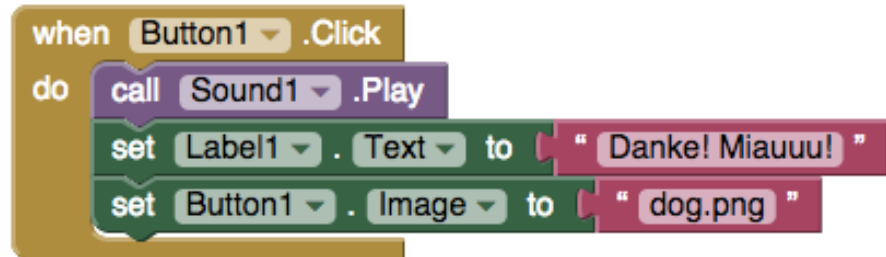 when Button1 .Click
do call Sound1 .Play
set Label1 . Text to " Danke! Miauuu! "
set Button1 . Image to " dog.png "